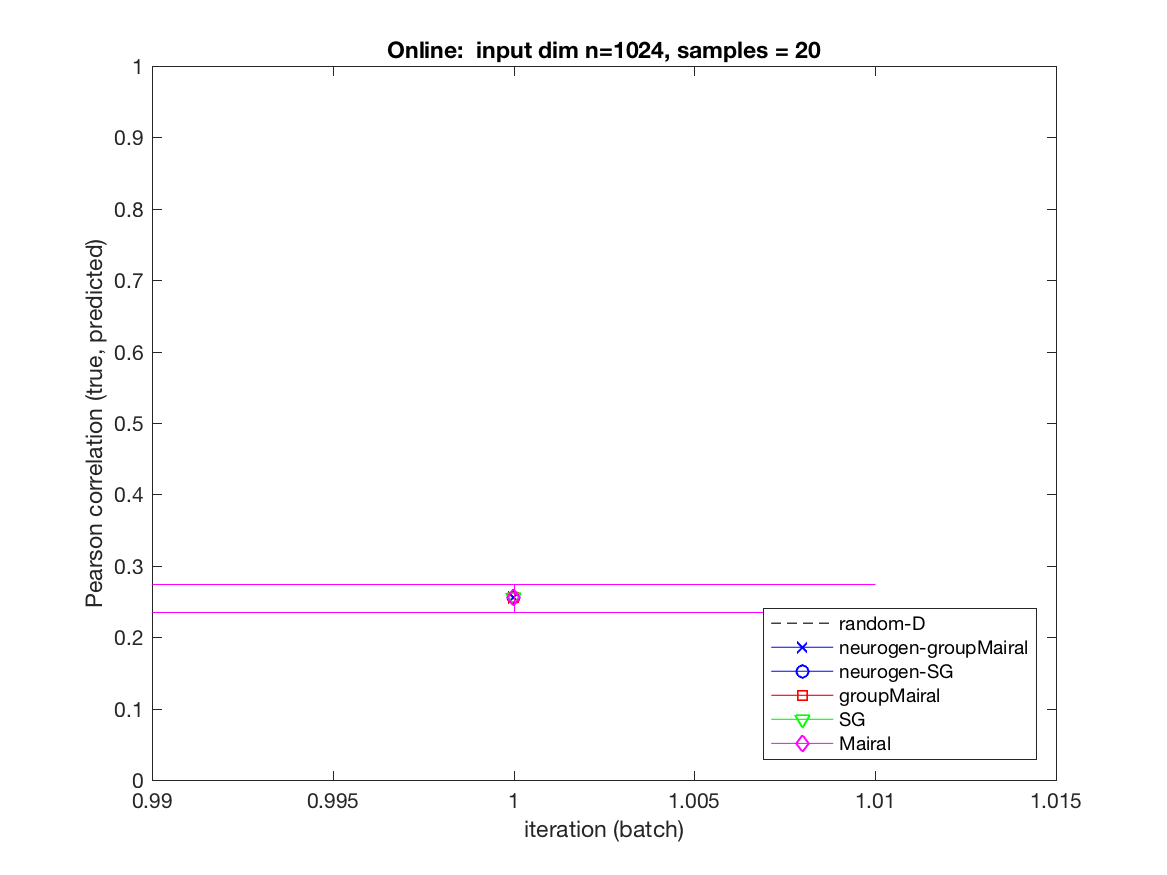 Online:  input dim n=1024, samples = 20
Pearson correlation (true, predicted)
1
0.9
0.8
0.7
0.6
0.5
0.4
0.3
0.2
0.1
0
random-D
neurogen-groupMairal
neurogen-SG
groupMairal
SG
Mairal
0.99 0.995 1 1.005 1.01 1.015
iteration (batch)